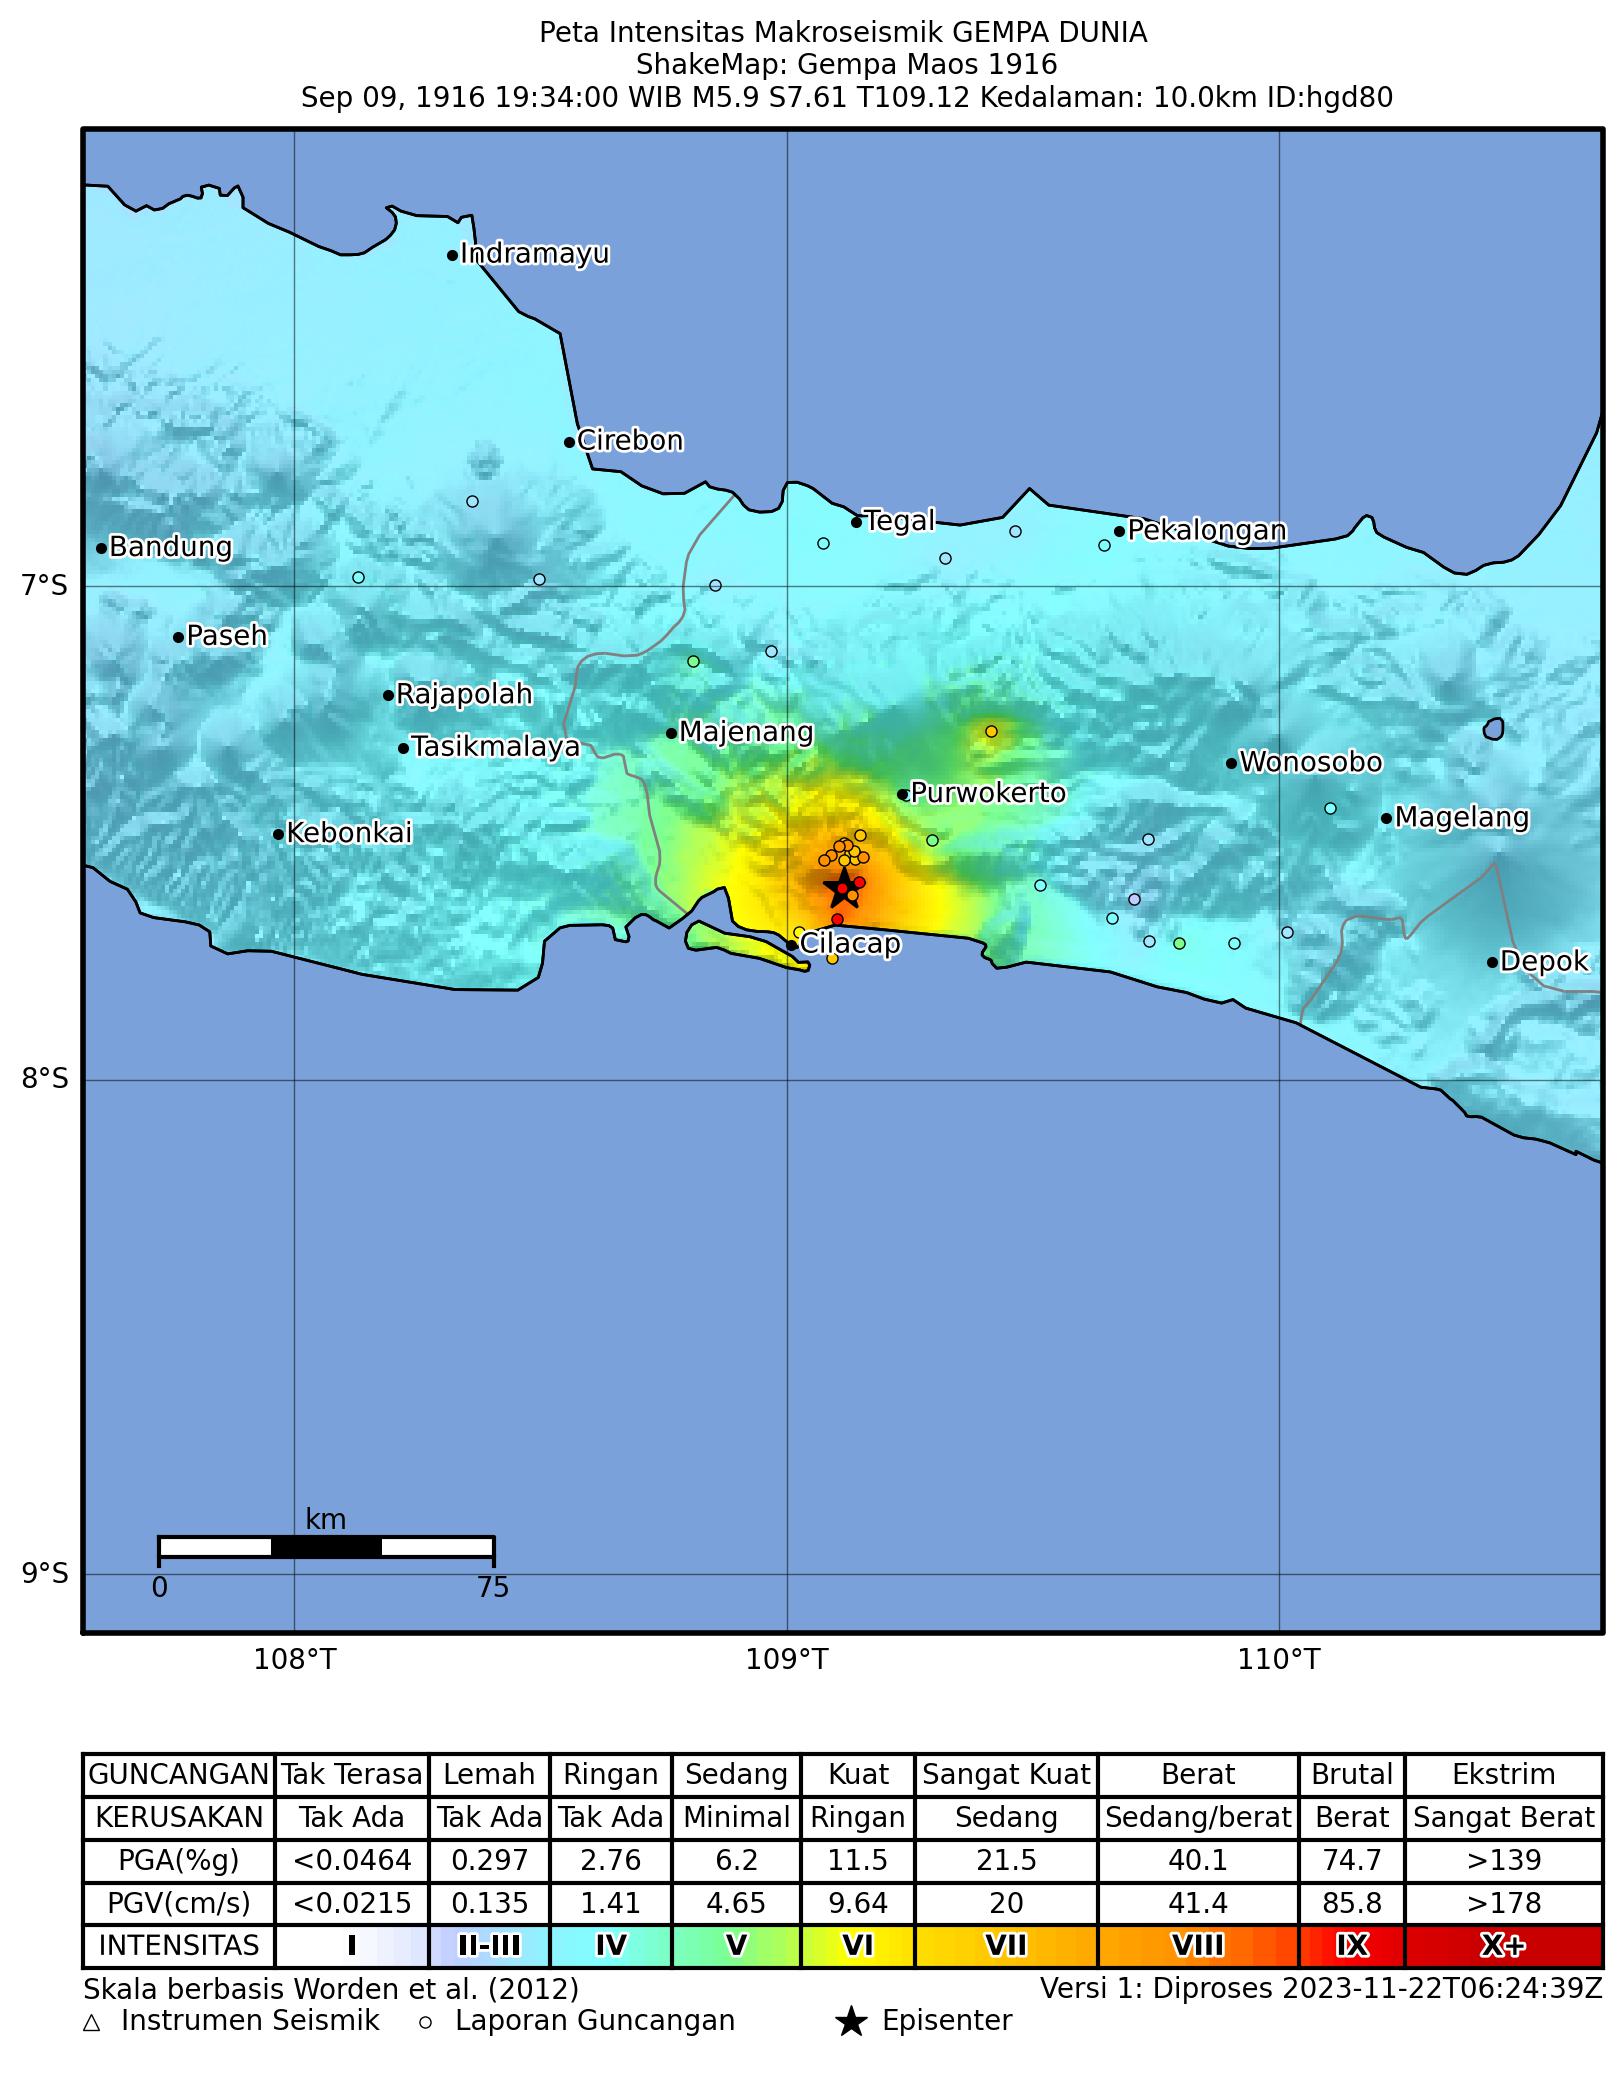 Peta Intensitas Makroseismik GEMPA DUNIA
ShakeMap: Gempa Maos 1916
Sep 09, 1916 19:34:00 WIB M5.9 S7.61 T109.12 Kedalaman: 10.0km ID:hgd80
Indramayu
Cirebon
Tegal
Pekalongan
Bandung
7°S
Paseh
Rajapolah
Majenang
Tasikmalaya
Wonosobo
Purwokerto
Magelang
Kebonkai
Cilacap
Depok
8°S
km
9°S
0 75
108°T 109°T 110°T
GUNCANGAN Tak Terasa Lemah Ringan Sedang Kuat Sangat Kuat Berat Brutal Ekstrim
KERUSAKAN Tak Ada Tak Ada Tak Ada Minimal Ringan Sedang Sedang/berat Berat Sangat Berat
PGA(%g) <0.0464 0.297 2.76 6.2 11.5 21.5 40.1 74.7 >139
PGV(cm/s) <0.0215 0.135 1.41 4.65 9.64 20 41.4 85.8 >178
INTENSITAS I II-III IV V VI VII VIII IX X+
Skala berbasis Worden et al. (2012) Versi 1: Diproses 2023-11-22T06:24:39Z
△ Instrumen Seismik ○ Laporan Guncangan ★ Episenter